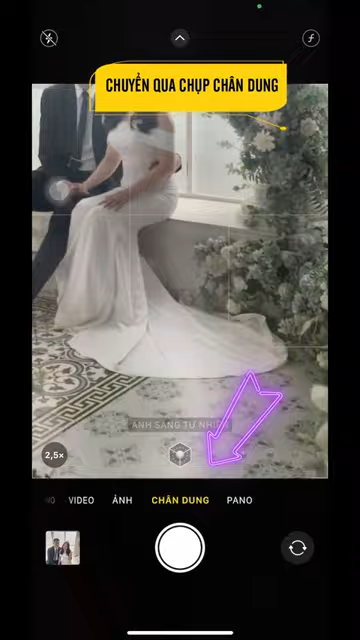 CHUYỂN QUA CHỤP CHÂN DUNG
ÁNH SÁNG TỰ NHIÊN
2,5×
VIDEO ẢNH CHÂN DUNG PANO